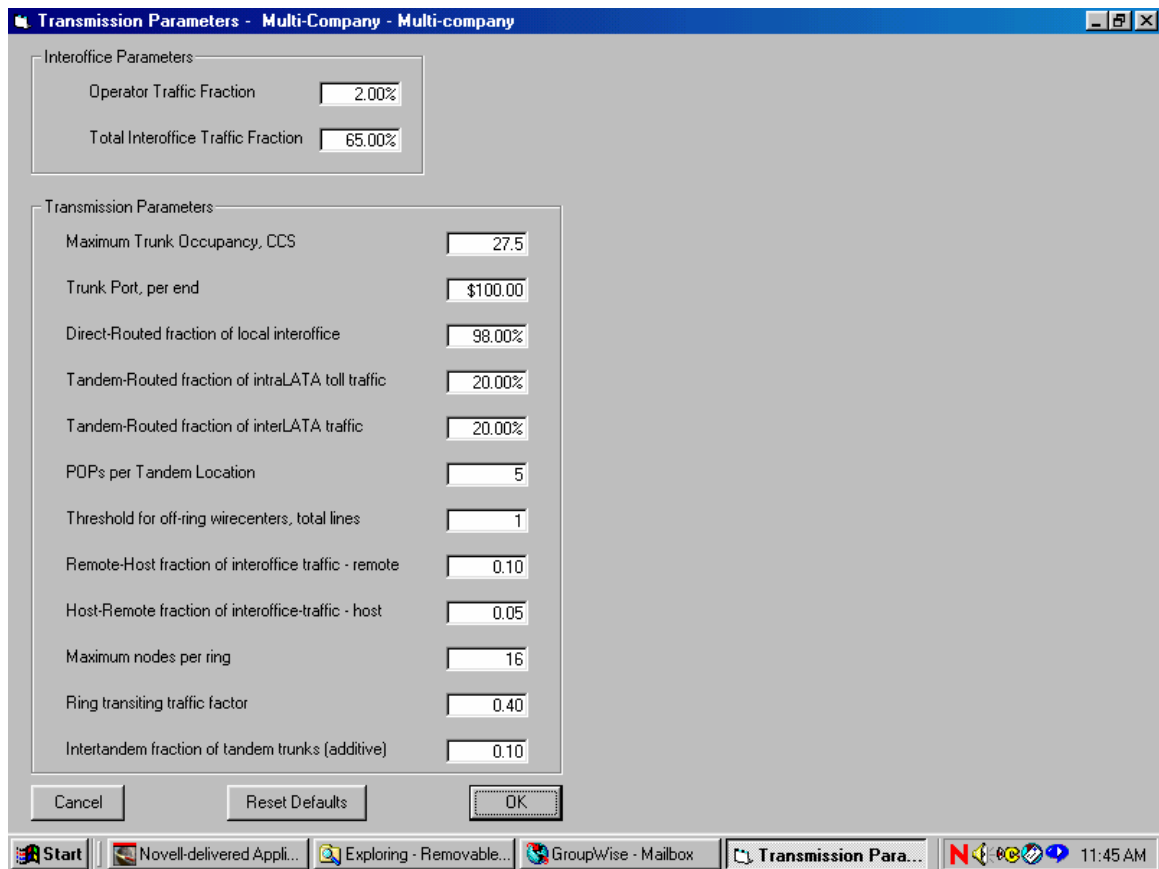 Transmission Parameters - Multi-Company - Multi-company
Interoffice Parameters
Operator Traffic Fraction 2.00%
Total Interoffice Traffic Fraction 65.00%
Transmission Parameters
Maximum Trunk Occupancy, CCS 27.5
Trunk Port, per end $100.00
Direct-Routed fraction of local interoffice 98.00%
Tandem-Routed fraction of intraLATA toll traffic 20.00%
Tandem-Routed fraction of interLATA traffic 20.00%
POPs per Tandem Location 5
Threshold for off-ring wirecenters, total lines 1
Remote-Host fraction of interoffice traffic - remote 0.10
Host-Remote fraction of interoffice-traffic - host 0.05
Maximum nodes per ring 16
Ring transiting traffic factor 0.40
Intertandem fraction of tandem trunks (additive) 0.10
Cancel Reset Defaults OK
Start Novell-delivered Appli... Exploring - Removable... GroupWise - Mailbox Transmission Para... N 11:45 AM